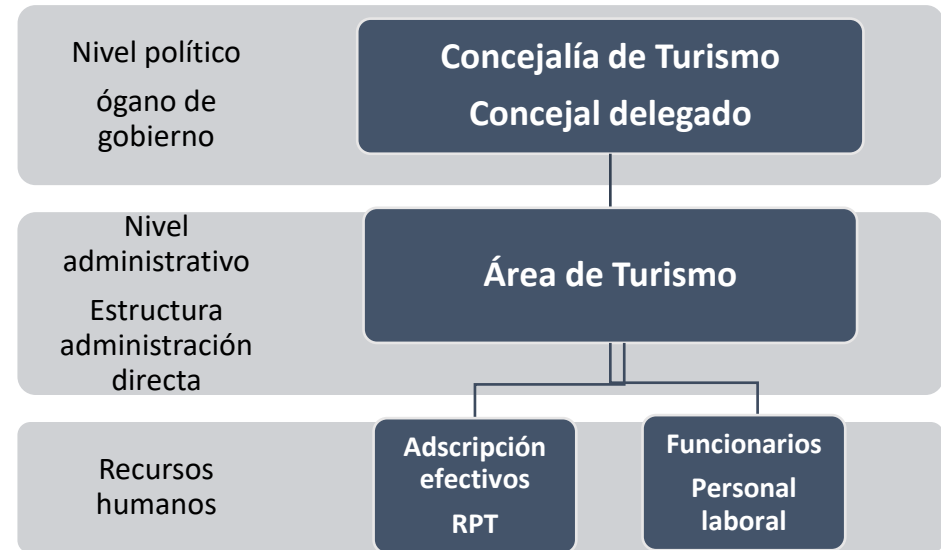 Nivel político
ógano de
gobierno
Concejalía de Turismo
Concejal delegado
Nivel
administrativo
Estructura
administración
directa
Área de Turismo
Recursos
humanos
Adscripción
efectivos
RPT
Funcionarios
Personal
laboral